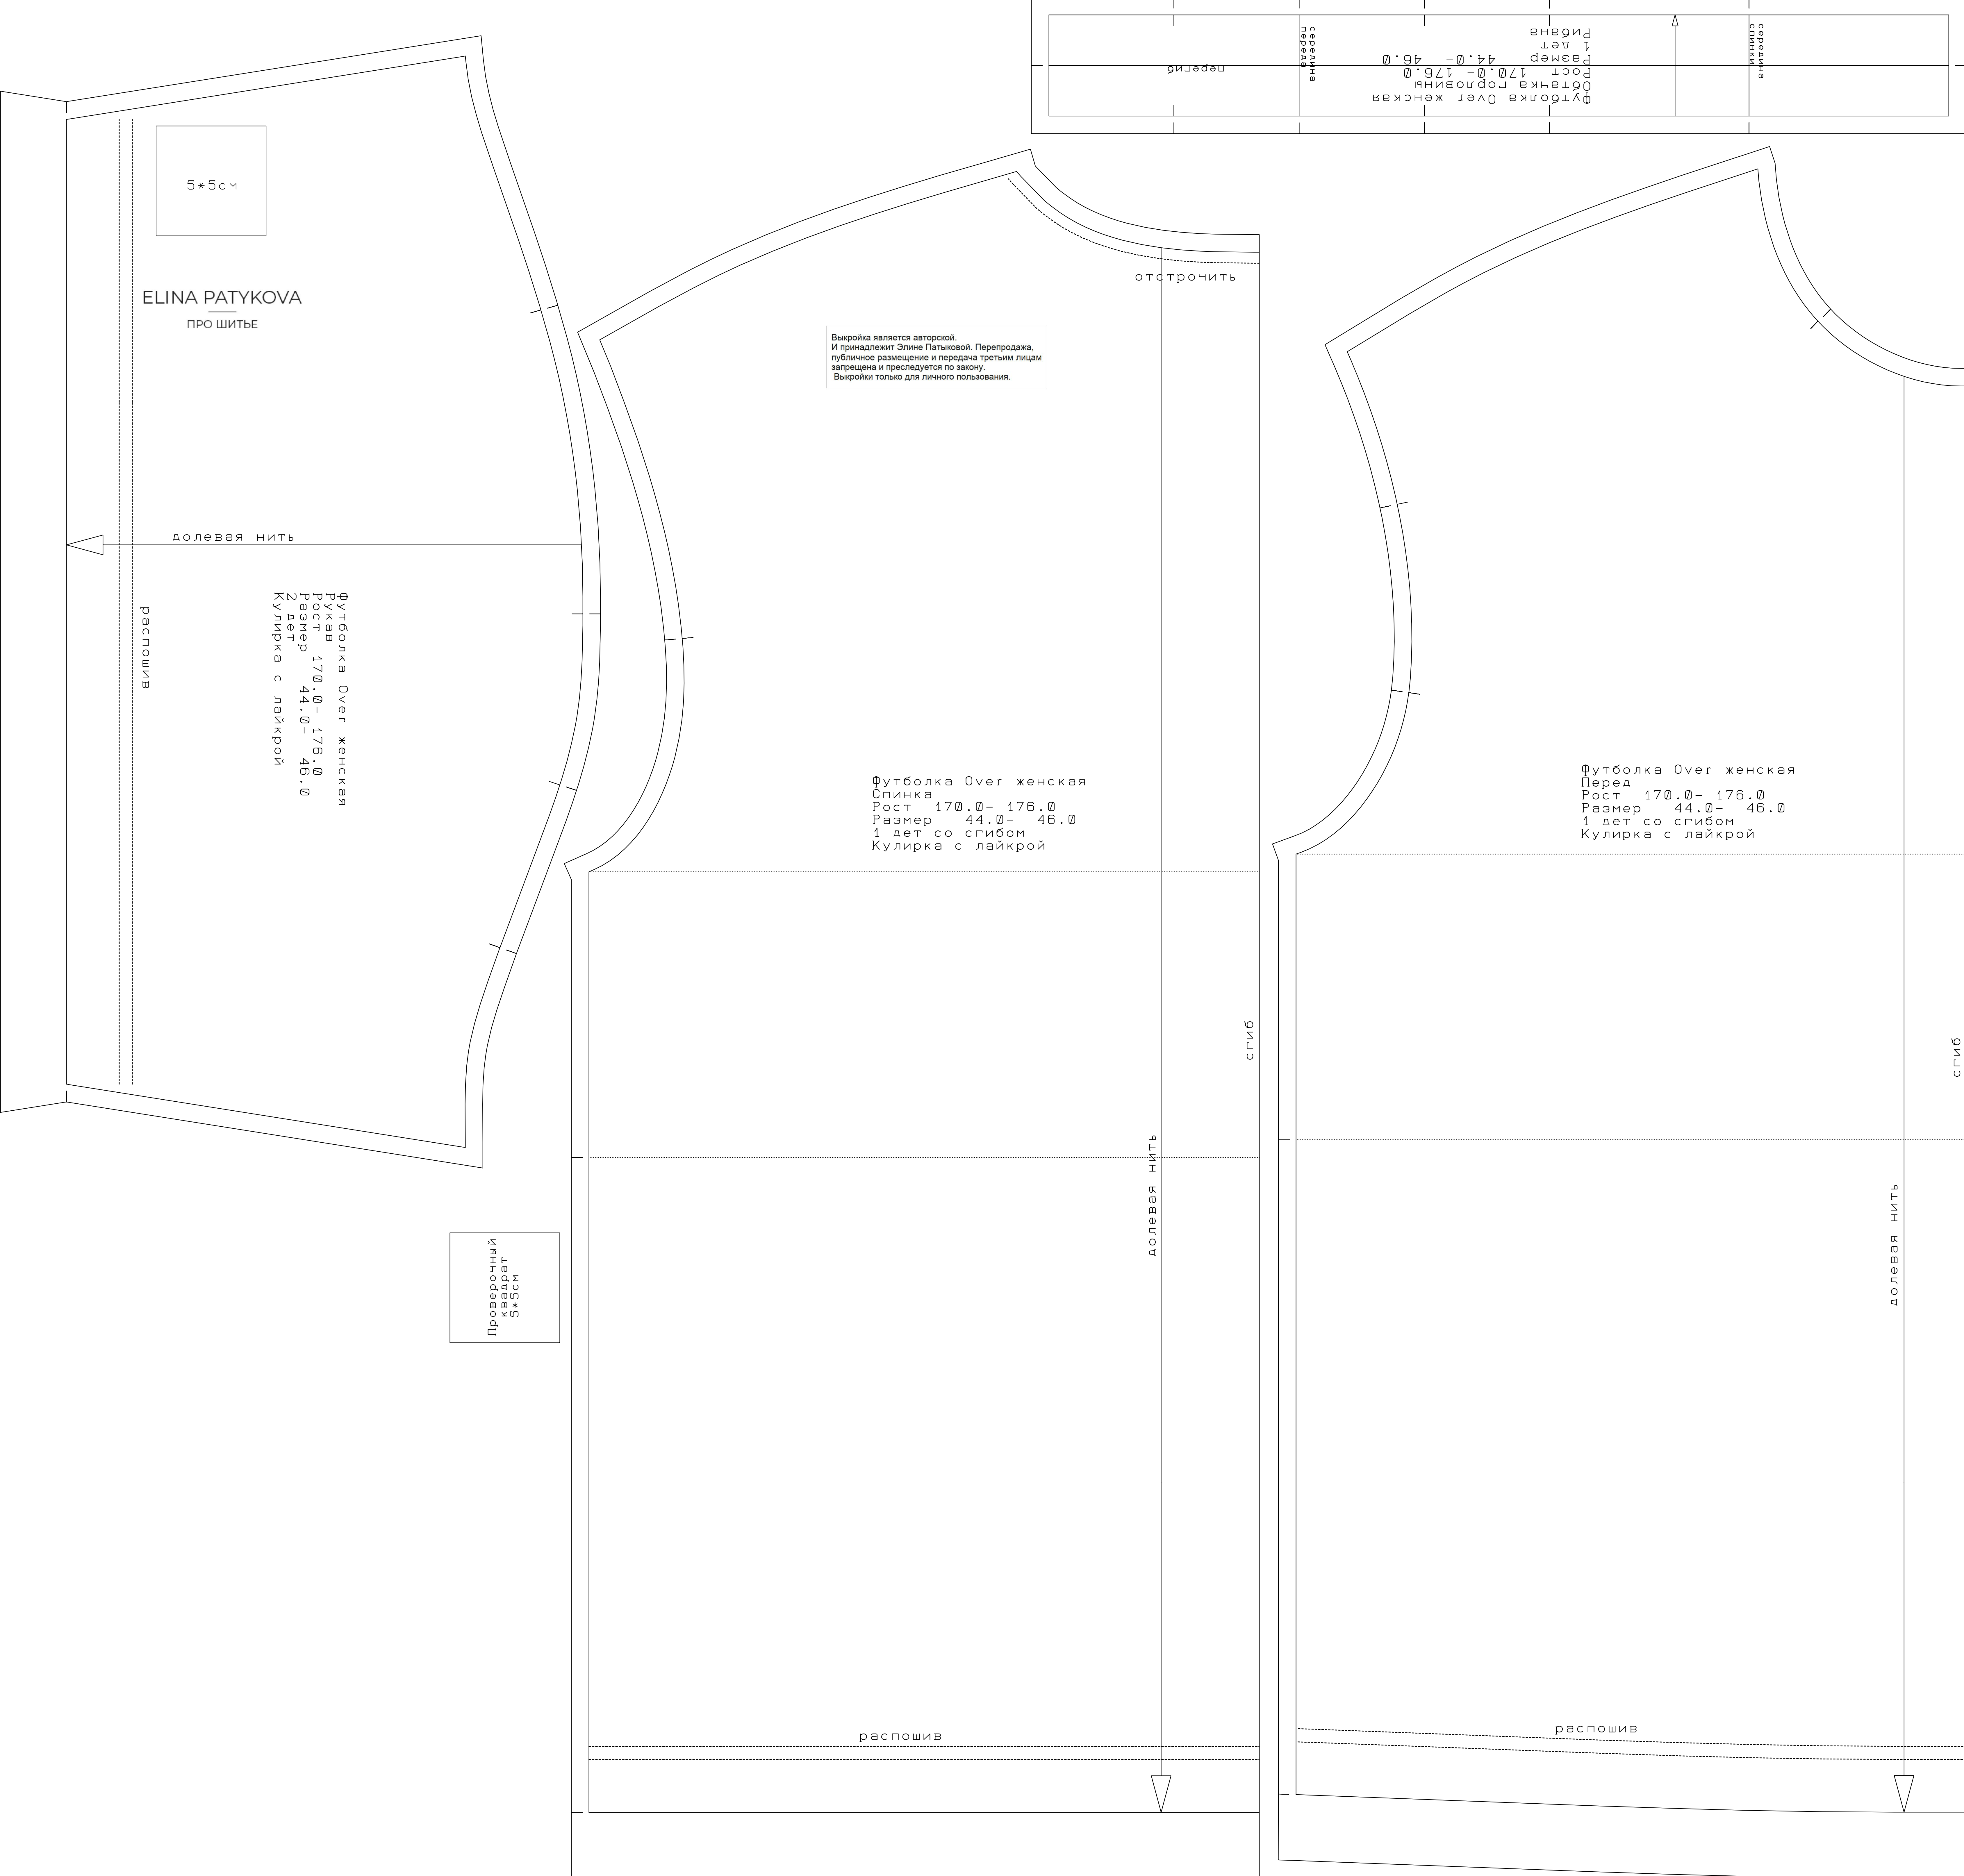 Футболка Over женская
Обтачка горловины
Рост 170.0- 176.0
Размер 44.0- 46.0
1 дет
Рибана
перегиб
середина
переда
середина
спинки
5*5см
ELINA PATYKOVA
ПРО ШИТЬЕ
долевая нить
распошив
Футболка Over женская
Рукав
Рост 170.0- 176.0
Размер 44.0- 46.0
2 дет
Кулирка с лайкрой
Проверочный
квадрат
5*5см
отстрочить
Выкройка является авторской.
И принадлежит Элине Патыковой. Перепродажа,
публичное размещение и передача третьим лицам
запрещена и преследуется по закону.
Выкройки только для личного пользования.
Футболка Over женская
Спинка
Рост 170.0- 176.0
Размер 44.0- 46.0
1 дет со сгибом
Кулирка с лайкрой
сгиб
долевая нить
распошив
Футболка Over женская
Перед
Рост 170.0- 176.0
Размер 44.0- 46.0
1 дет со сгибом
Кулирка с лайкрой
сгиб
долевая нить
распошив